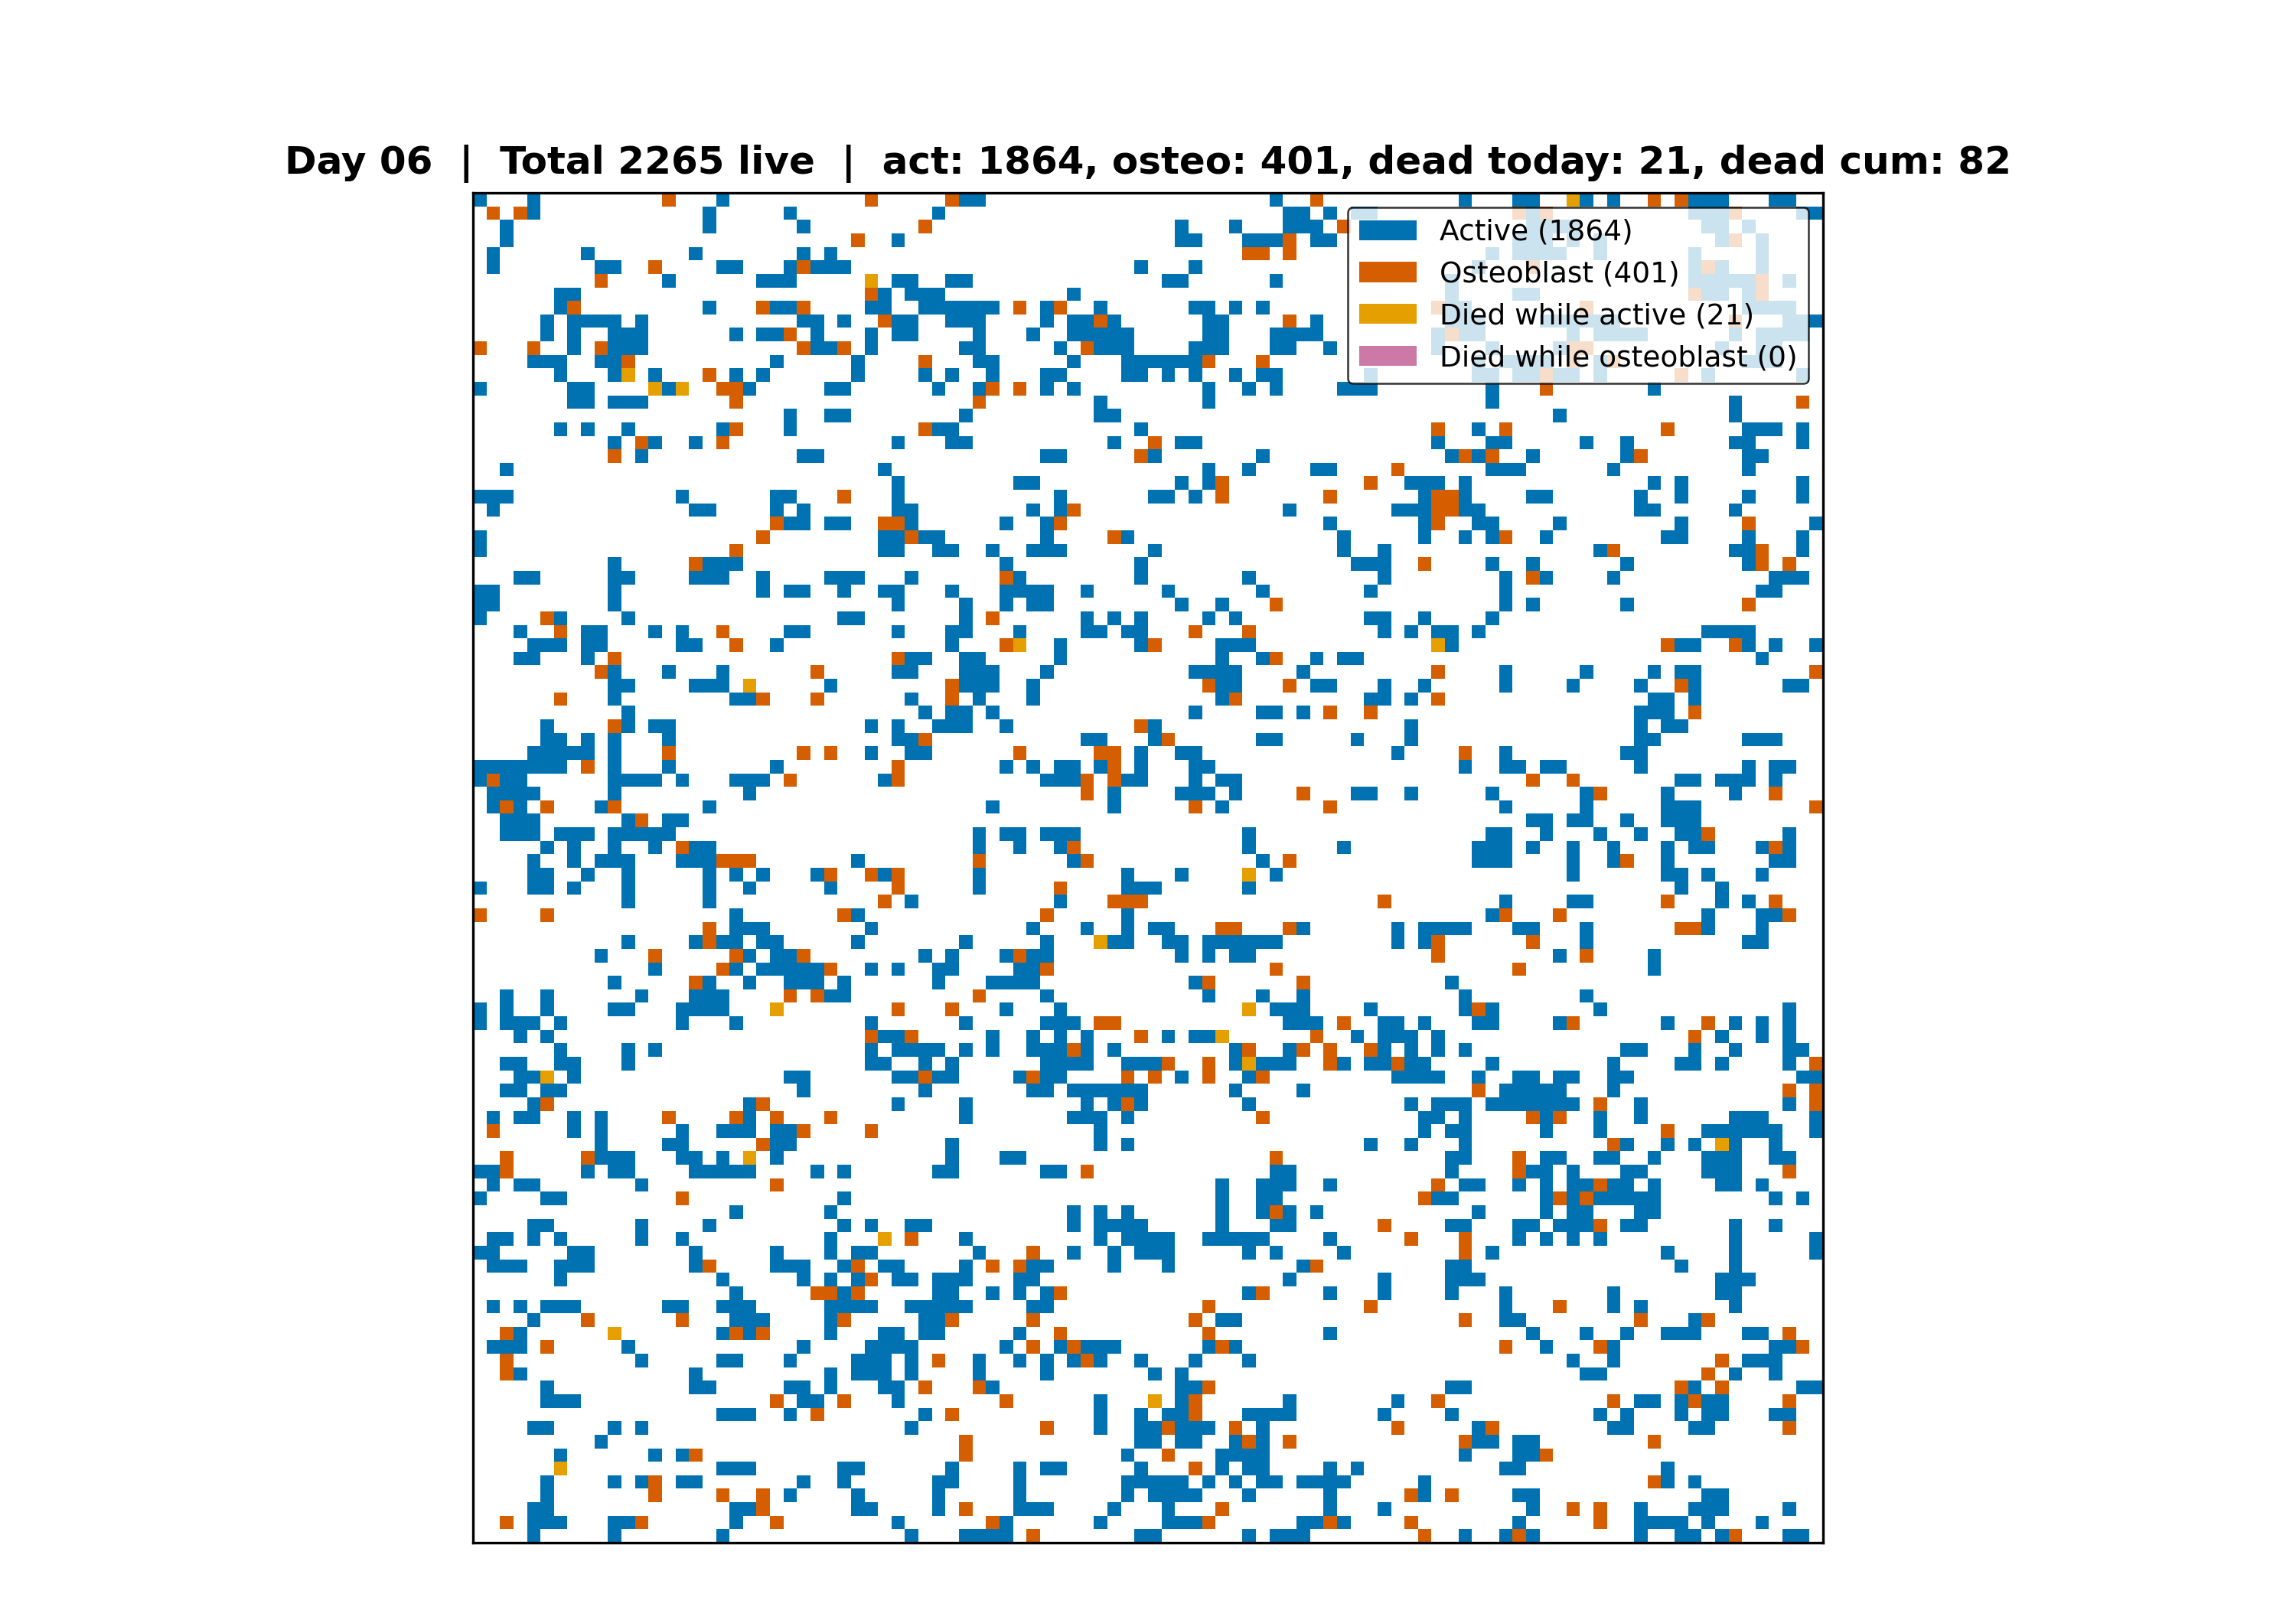 Day 06 | Total 2265 live | act: 1864, osteo: 401, dead today: 21, dead cum: 82
Active (1864)
Osteoblast (401)
Died while active (21)
Died while osteoblast (0)